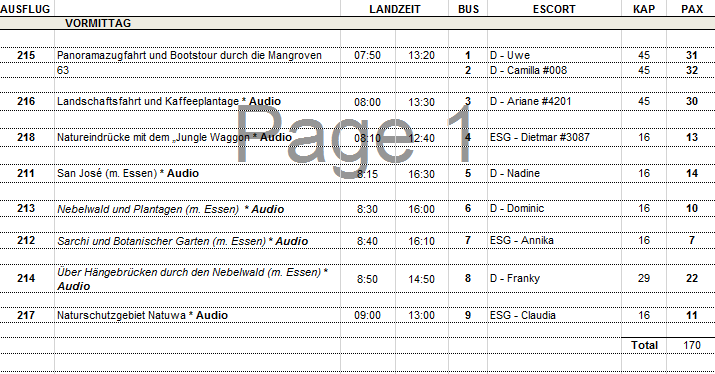 AUSFLUG LANDZEIT BUS ESCORT KAP PAX
VORMITTAG
215 Panoramazugfahrt und Bootstour durch die Mangroven 07:50 13:20 1 D - Uwe 45 31
63 2 D - Camilla #008 45 32
216 Landschaftsfahrt und Kaffeeplantage * Audio 08:00 13:30 3 D - Ariane #4201 45 30
218 Natureindrücke mit dem „Jungle Waggon * Audio 08:10 12:40 4 ESG - Dietmar #3087 16 13
Page 1
211 San José (m. Essen) * Audio 8:15 16:30 5 D - Nadine 16 14
213 Nebelwald und Plantagen (m. Essen) * Audio 8:30 16:00 6 D - Dominic 16 10
212 Sarchi und Botanischer Garten (m. Essen) * Audio 8:40 16:10 7 ESG - Annika 16 7
214 Über Hängebrücken durch den Nebelwald (m. Essen) * 8:50 14:50 8 D - Franky 29 22
Audio
217 Naturschutzgebiet Natuwa * Audio 09:00 13:00 9 ESG - Claudia 16 11
Total 170